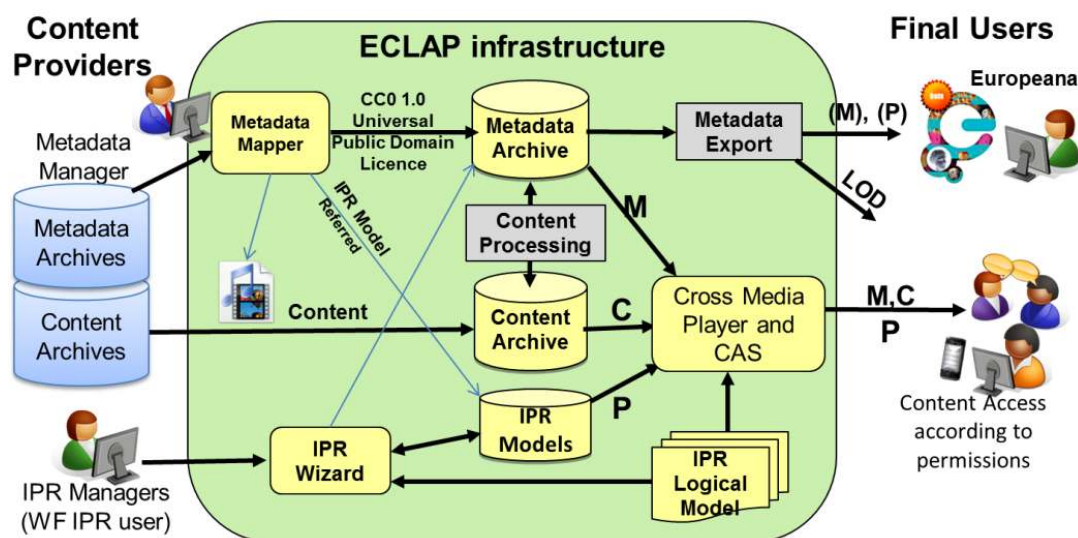 Content
Providers
ECLAP infrastructure
Final Users
Europeana
Metadata
Mapper
CC0 1.0
Universal
Public Domain
Licence
Metadata
Archive
Metadata
Export
(M), (P)
LOD
Metadata
Manager
Metadata
Archives
Content
Archives
IPR Model
Referred
Content
Processing
M
Content
Content
Archive
C
Cross Media
Player and
CAS
M,C
P
P
IPR
Models
IPR
Wizard
IPR
Logical
Model
Content Access
according to
permissions
IPR Managers
(WF IPR user)